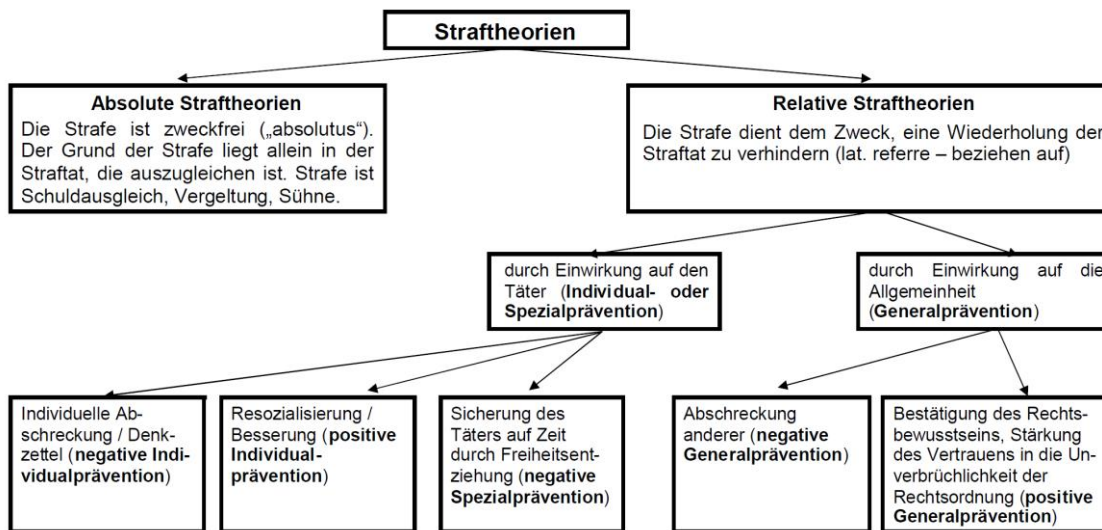 Straftheorien
Absolute Straftheorien
Die Strafe ist zweckfrei („absolutus“).
Der Grund der Strafe liegt allein in der
Straftat, die auszugleichen ist. Strafe ist
Schuldausgleich, Vergeltung, Sühne.
Relative Straftheorien
Die Strafe dient dem Zweck, eine Wiederholung der
Straftat zu verhindern (lat. referre – beziehen auf)
durch Einwirkung auf den
Täter (Individual- oder
Spezialprävention)
durch Einwirkung auf die
Allgemeinheit
(Generalprävention)
Individuelle Ab-
schreckung / Denk-
zettel (negative Indi-
vidualprävention)
Resozialisierung /
Besserung (positive
Individual-
prävention)
Sicherung des
Täters auf Zeit
durch Freiheitsent-
ziehung (negative
Spezialprävention)
Abschreckung
anderer (negative
Generalprävention)
Bestätigung des Rechts-
bewusstseins, Stärkung
des Vertrauens in die Un-
verbrüchlichkeit der
Rechtsordnung (positive
Generalprävention)